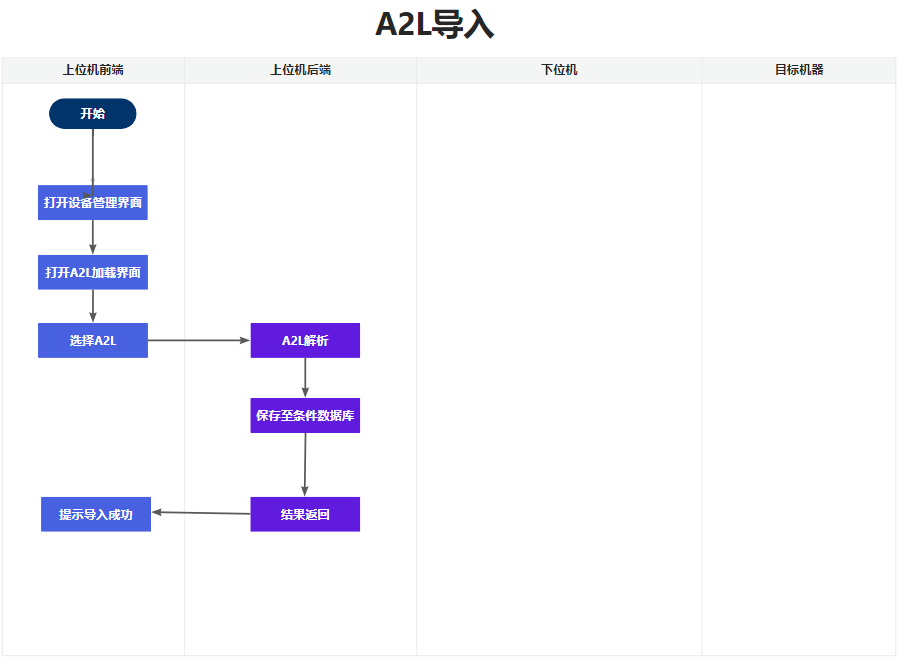 A2L导入
上位机前端
上位机后端
下位机
目标机器
开始
打开设备管理界面
打开A2L加载界面
选择A2L
A2L解析
保存至条件数据库
提示导入成功
结果返回